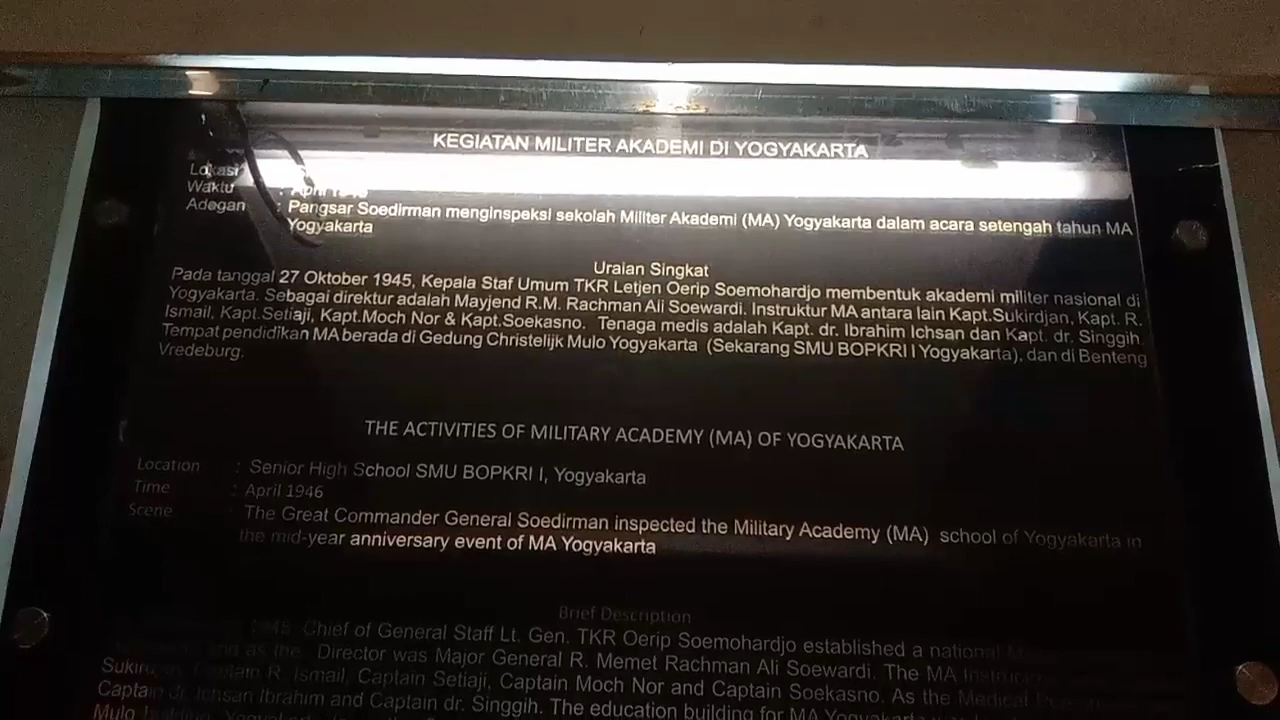 KEGIATAN MILITER AKADEMI DI YOGYAKARTA
Lokasi
Waktu : April 1946
Adegan : Pangsar Soedirman menginspeksi sekolah Militer Akademi (MA) Yogyakarta dalam acara setengah tahun MA
Yogyakarta
Uraian Singkat
Pada tanggal 27 Oktober 1945, Kepala Staf Umum TKR Letjen Oerip Soemohardjo membentuk akademi militer nasional di
Yogyakarta. Sebagai direktur adalah Mayjend R.M. Rachman Ali Soewardi. Instruktur MA antara lain Kapt.Sukirdjan, Kapt. R.
Ismail, Kapt.Setiaji, Kapt.Moch Nor & Kapt.Soekasno. Tenaga medis adalah Kapt. dr. Ibrahim Ichsan dan Kapt. dr. Singgih.
Tempat pendidikan MA berada di Gedung Christelijk Mulo Yogyakarta (Sekarang SMU BOPKRI I Yogyakarta), dan di Benteng
Vredeburg.
THE ACTIVITIES OF MILITARY ACADEMY (MA) OF YOGYAKARTA
Location : Senior High School SMU BOPKRI I, Yogyakarta
Time : April 1946
Scene : The Great Commander General Soedirman inspected the Military Academy (MA) school of Yogyakarta in
the mid-year anniversary event of MA Yogyakarta
Brief Description
Chief of General Staff Lt. Gen. TKR Oerip Soemohardjo established a national
and as the Director was Major General R. Memet Rachman Ali Soewardi. The MA
Captain R. Ismail, Captain Setiaji, Captain Moch Nor and Captain Soekasno. As the Medical
Captain dr. Ichsan Ibrahim and Captain dr. Singgih. The education building for MA Yogyakarta
Mulo